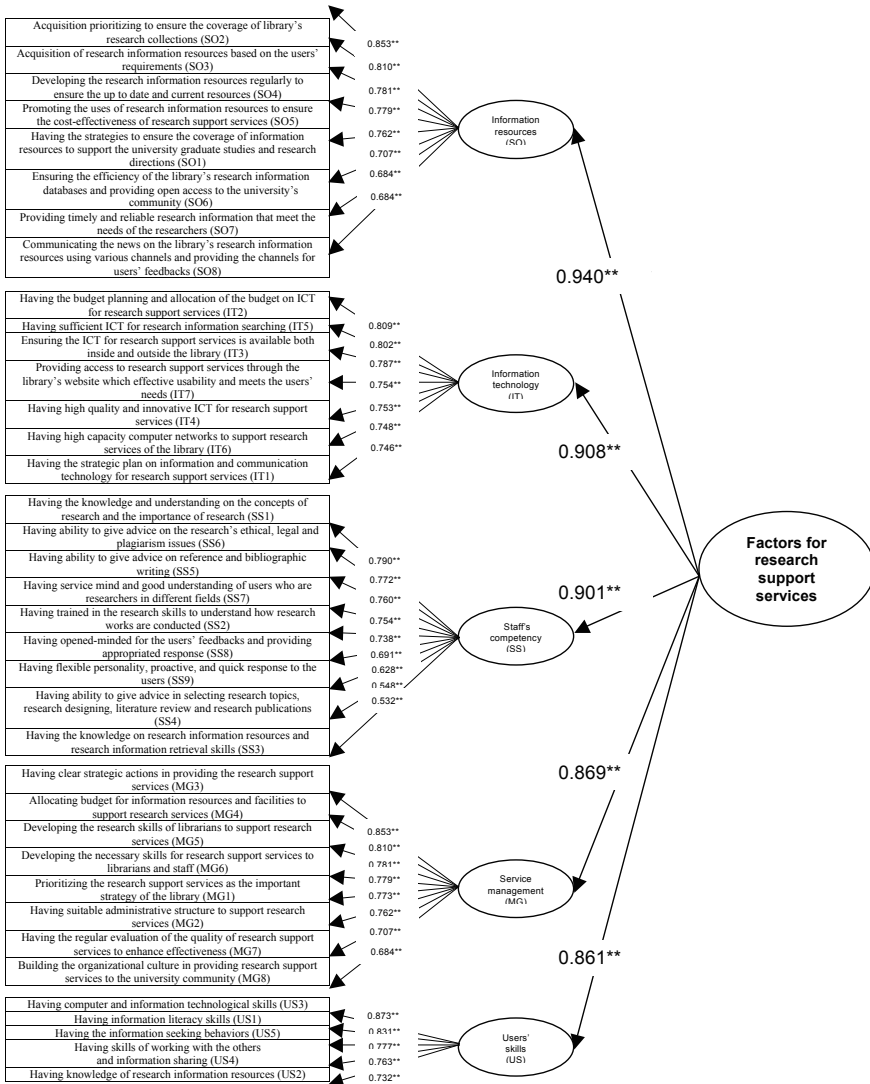 Acquisition prioritizing to ensure the coverage of library's
research collections (SO2)
Acquisition of research information resources based on the users'
requirements (SO3)
Developing the research information resources regularly to
ensure the up to date and current resources (SO4)
Promoting the uses of research information resources to ensure
the cost-effectiveness of research support services (SO5)
Having the strategies to ensure the coverage of information
resources to support the university graduate studies and research
directions (SO1)
Ensuring the efficiency of the library's research information
databases and providing open access to the university's
community (SO6)
Providing timely and reliable research information that meet the
needs of the researchers (SO7)
Communicating the news on the library's research information
resources using various channels and providing the channels for
users' feedbacks (SO8)
0.853**
0.810**
0.781**
0.779**
0.762**
0.707**
0.684**
0.684**
Information
resources
(SO)
0.940**
Having the budget planning and allocation of the budget on ICT
for research support services (IT2)
Having sufficient ICT for research information searching (IT5)
Ensuring the ICT for research support services is available both
inside and outside the library (IT3)
Providing access to research support services through the
library's website which effective usability and meets the users'
needs (IT7)
Having high quality and innovative ICT for research support
services (IT4)
Having high capacity computer networks to support research
services of the library (IT6)
Having the strategic plan on information and communication
technology for research support services (IT1)
0.809**
0.802**
0.787**
0.754**
0.753**
0.748**
0.746**
Information
technology
(IT)
0.908**
Having the knowledge and understanding on the concepts of
research and the importance of research (SS1)
Having ability to give advice on the research's ethical, legal and
plagiarism issues (SS6)
Having ability to give advice on reference and bibliographic
writing (SS5)
Having service mind and good understanding of users who are
researchers in different fields (SS7)
Having trained in the research skills to understand how research
works are conducted (SS2)
Having opened-minded for the users' feedbacks and providing
appropriated response (SS8)
Having flexible personality, proactive, and quick response to the
users (SS9)
Having ability to give advice in selecting research topics,
research designing, literature review and research publications
(SS4)
Having the knowledge on research information resources and
research information retrieval skills (SS3)
0.790**
0.772**
0.760**
0.754**
0.738**
0.691**
0.628**
0.548**
0.532**
Staff's
competency
(SS)
0.901**
Factors for
research
support
services
Having clear strategic actions in providing the research support
services (MG3)
Allocating budget for information resources and facilities to
support research services (MG4)
Developing the research skills of librarians to support research
services (MG5)
Developing the necessary skills for research support services to
librarians and staff (MG6)
Prioritizing the research support services as the important
strategy of the library (MG1)
Having suitable administrative structure to support research
services (MG2)
Having the regular evaluation of the quality of research support
services to enhance effectiveness (MG7)
Building the organizational culture in providing research support
services to the university community (MG8)
0.853**
0.810**
0.781**
0.779**
0.773**
0.762**
0.707**
0.684**
Service
management
(MG)
0.869**
Having computer and information technological skills (US3)
Having information literacy skills (US1)
Having the information seeking behaviors (US5)
Having skills of working with the others
and information sharing (US4)
Having knowledge of research information resources (US2)
0.873**
0.831**
0.777**
0.763**
0.732**
Users'
skills
(US)
0.861**